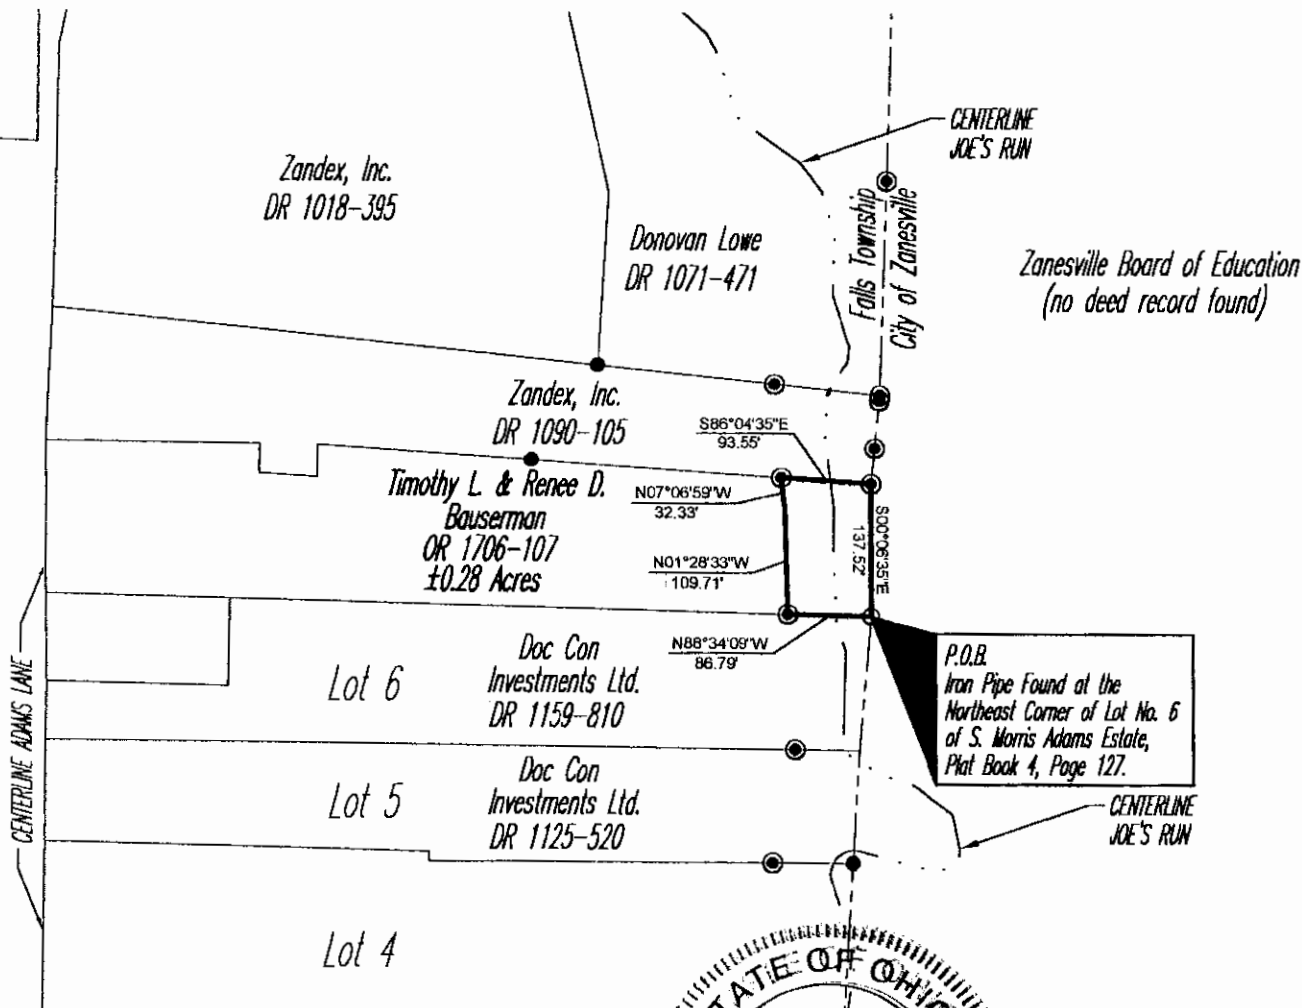 CENTERLINE
JOE'S RUN
Zandex, Inc.
DR 1018-395
Donovan Lowe
DR 1071-471
Falls Township
City of Zanesville
Zanesville Board of Education
(no deed record found)
Zandex, Inc.
DR 1090-105
S86°04'35"E
93.55'
Timothy L. & Renee D.
Bauserman
OR 1706-107
±0.28 Acres
N07°06'59"W
32.33'
N01°28'33"W
109.71'
S00°06'35"E
137.52'
N88°34'09"W
86.79'
CENTERLINE ADAMS LANE
Lot 6
Doc Con
Investments Ltd.
DR 1159-810
P.O.B.
Iron Pipe Found at the
Northeast Corner of Lot No. 6
of S. Morris Adams Estate,
Plat Book 4, Page 127.
Lot 5
Doc Con
Investments Ltd.
DR 1125-520
CENTERLINE
JOE'S RUN
Lot 4
STATE OF OHIO